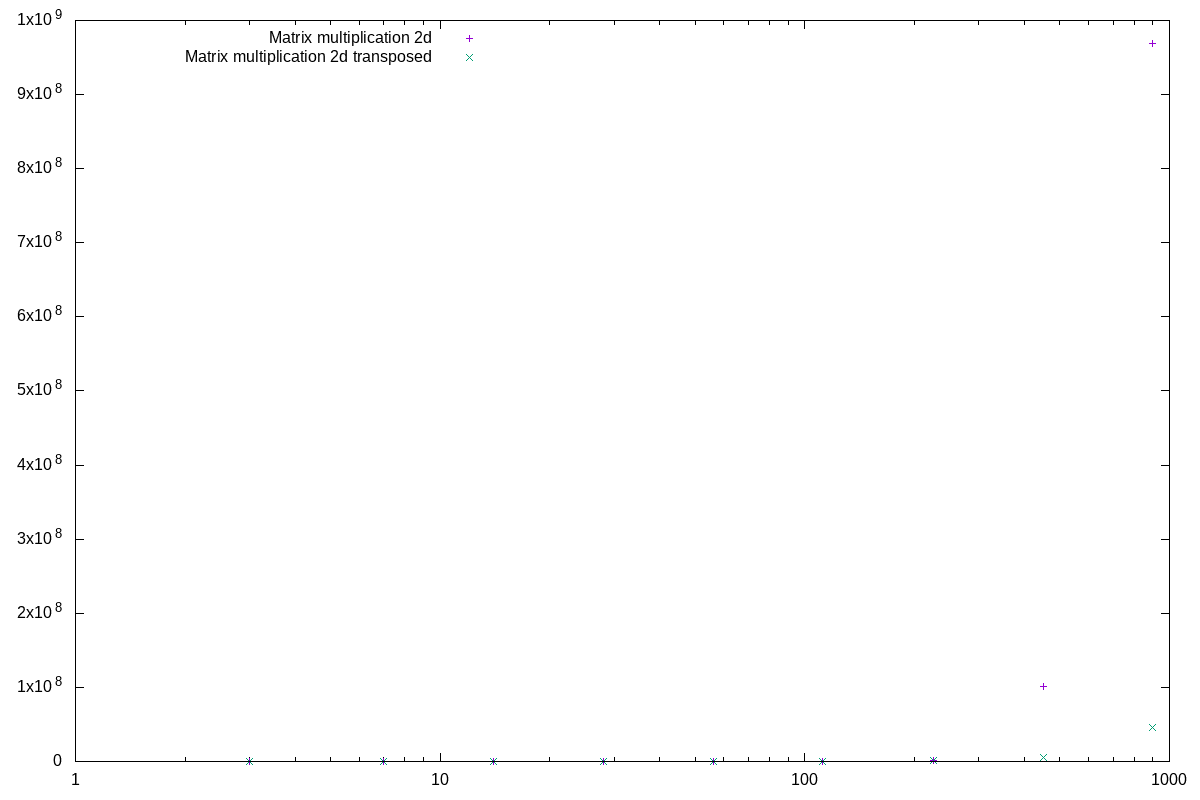 1x10^9
Matrix multiplication 2d
Matrix multiplication 2d transposed
9x10^8
8x10^8
7x10^8
6x10^8
5x10^8
4x10^8
3x10^8
2x10^8
1x10^8
0
1 10 100 1000